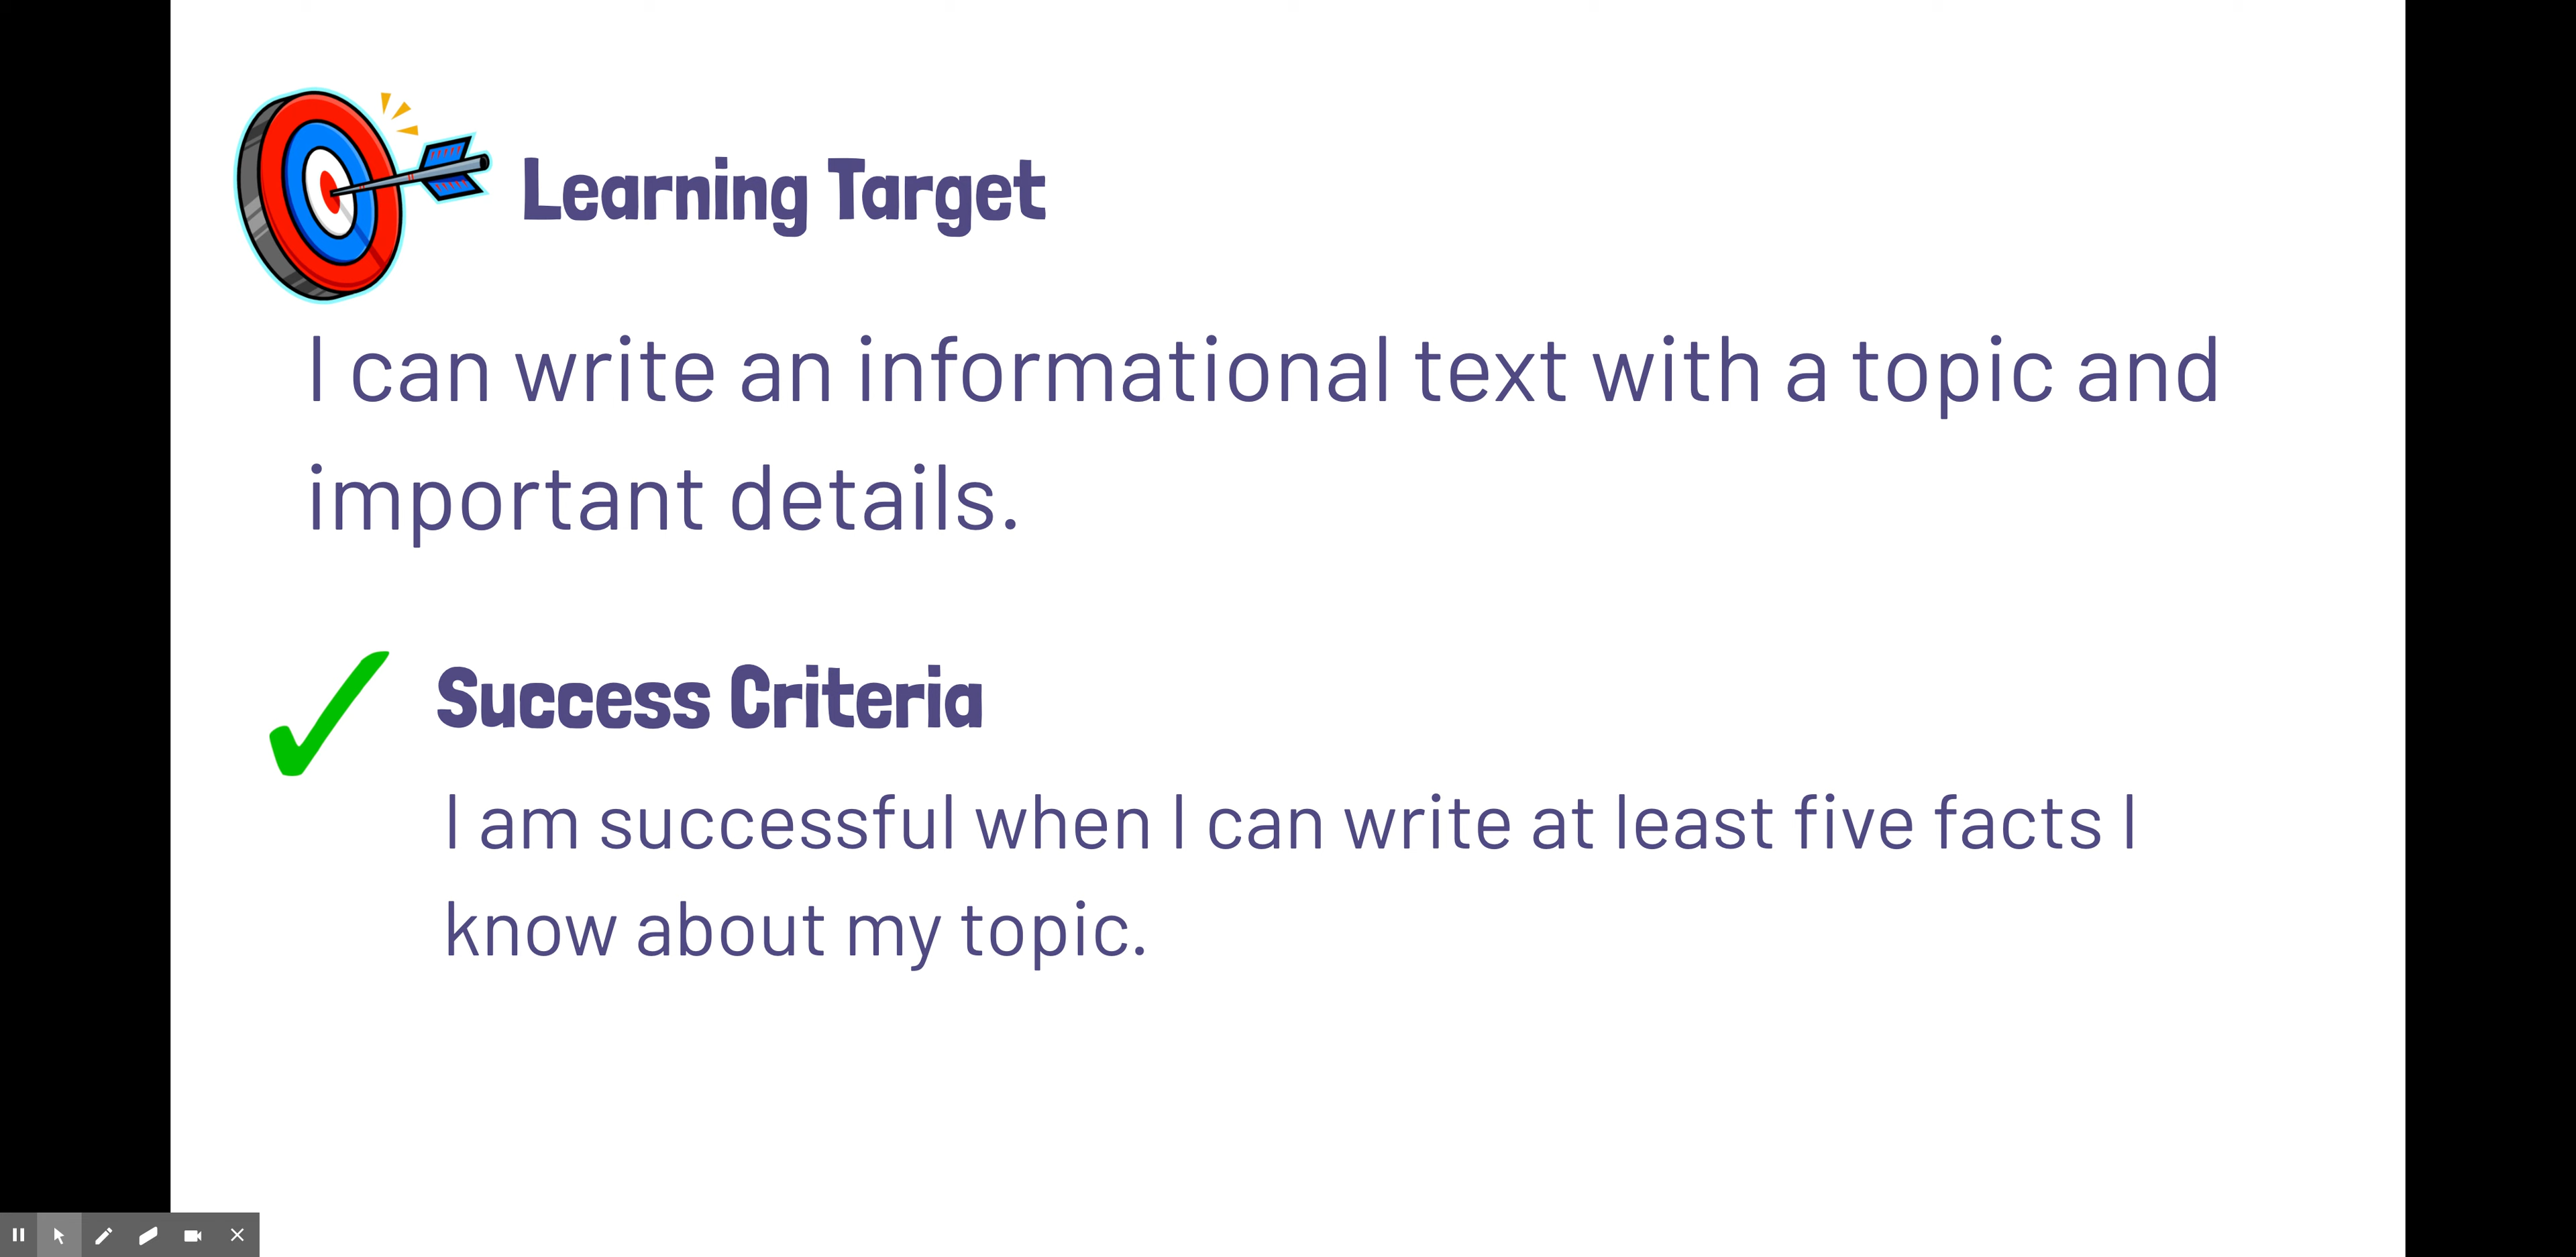 Learning Target
I can write an informational text with a topic and
important details.
Success Criteria
I am successful when I can write at least five facts I
know about my topic.